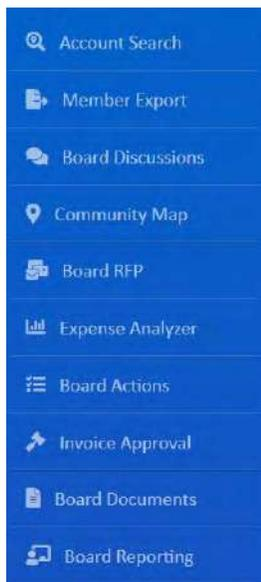 Account Search
Member Export
Board Discussions
Community Map
Board RFP
Expense Analyzer
Board Actions
Invoice Approval
Board Documents
Board Reporting